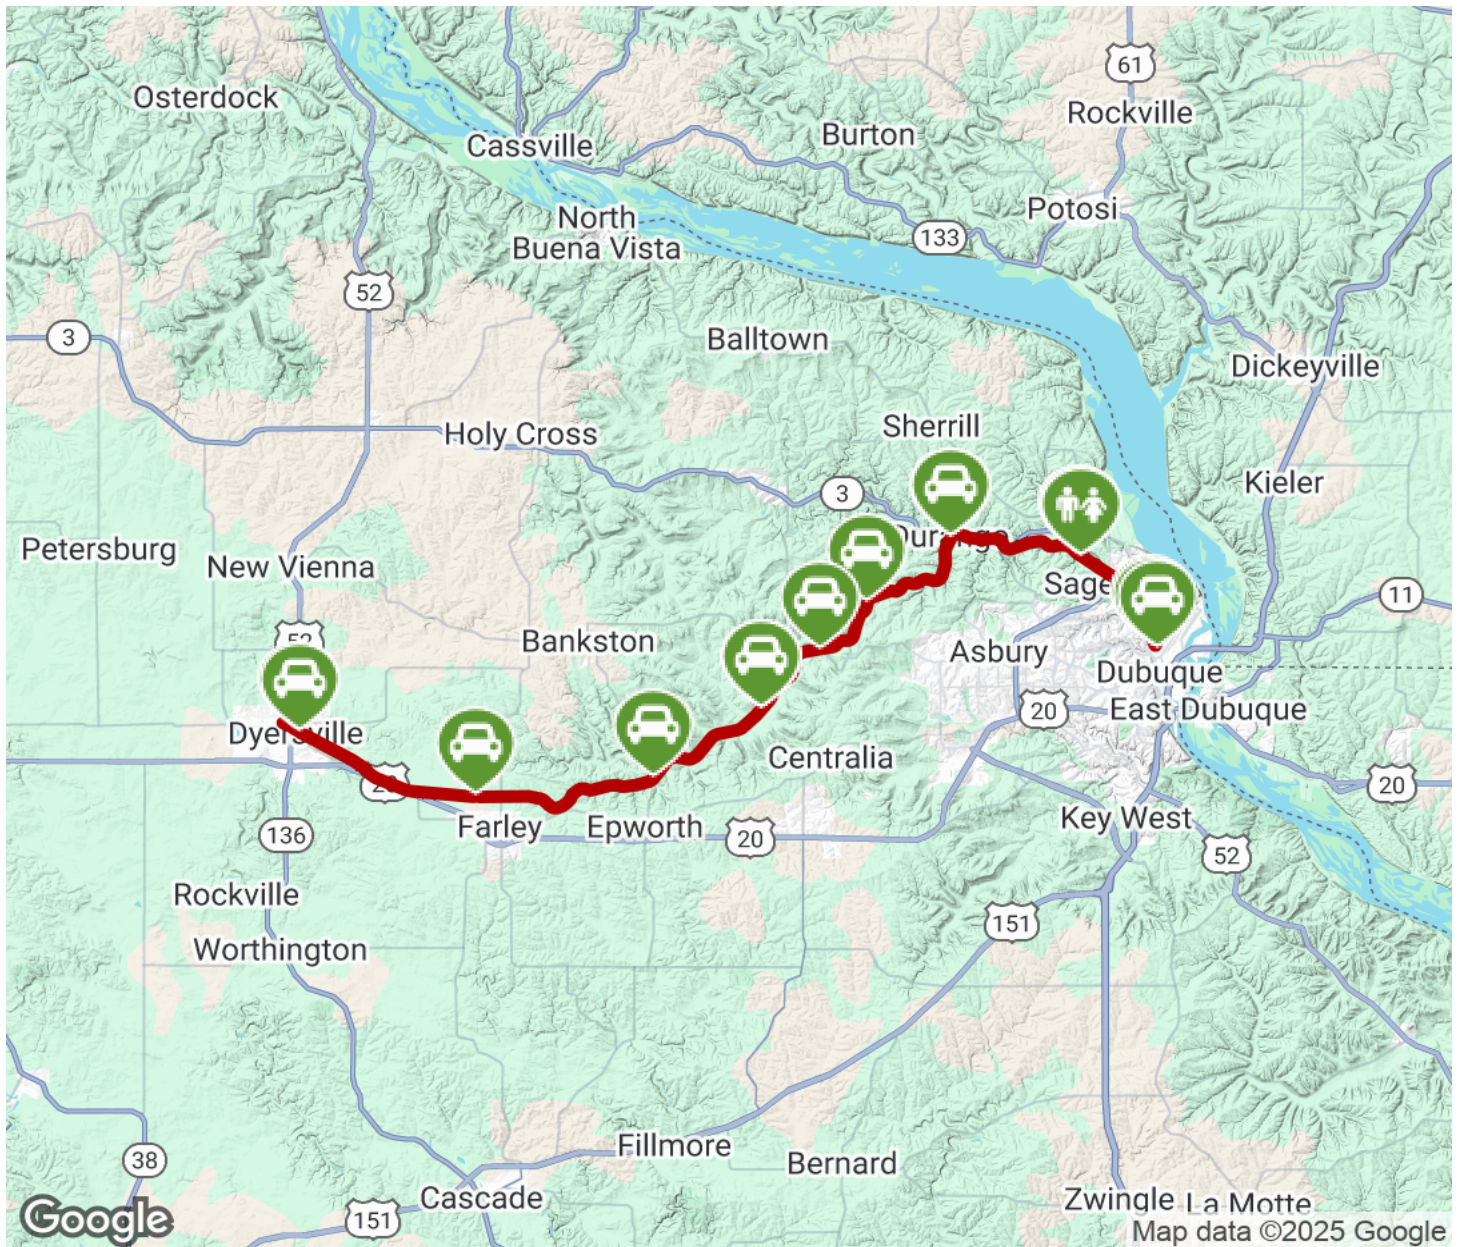 61
Osterdock
Rockville
Burton
Cassville
Potosi
North
Buena Vista
133
52
3
Balltown
Dickeyville
Sherrill
Holy Cross
Kieler
3
Petersburg
New Vienna
Sage
11
Bankston
Asbury
Dubuque
20
East Dubuque
Dyersville
Centralia
20
Farley
Epworth
Key West
136
20
52
Rockville
151
Worthington
Fillmore
38
Bernard
Cascade
Zwingle
La Motte
151
Google
Map data ©2025 Google